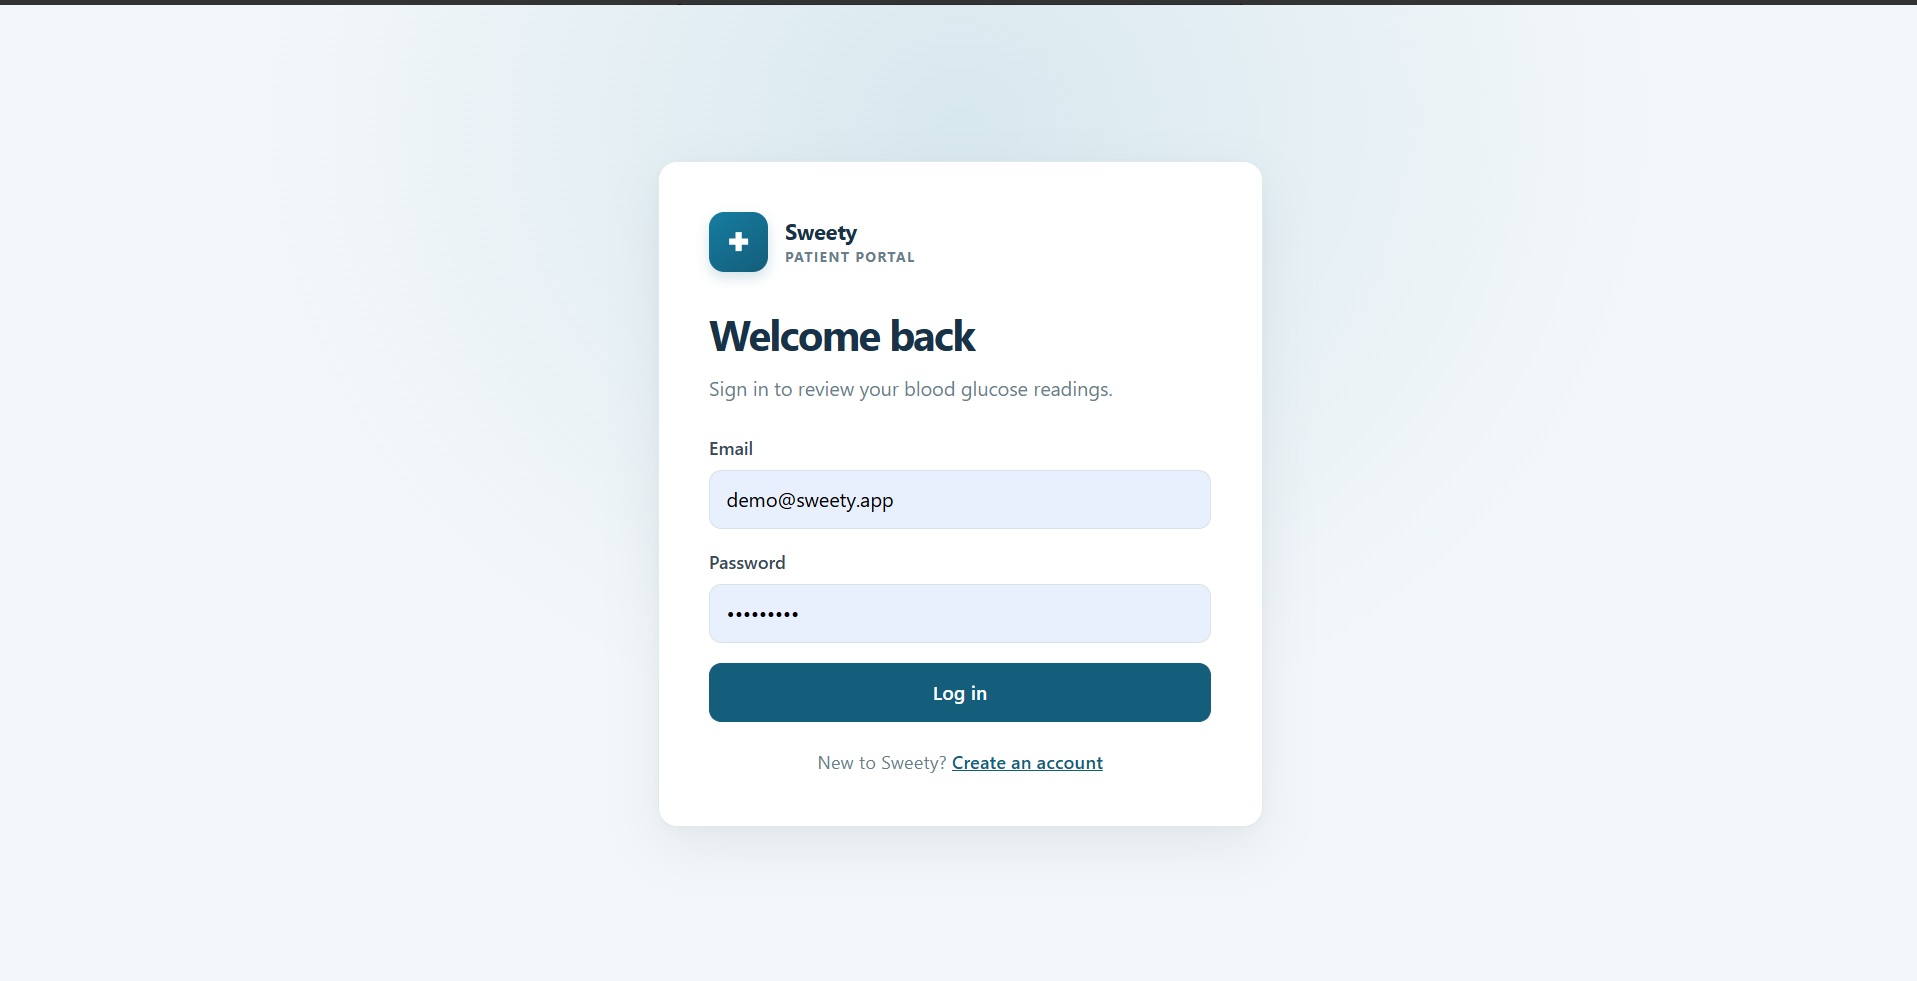 Sweety
PATIENT PORTAL
Welcome back
Sign in to review your blood glucose readings.
Email
demo@sweety.app
Password
•••••••••
Log in
New to Sweety? Create an account